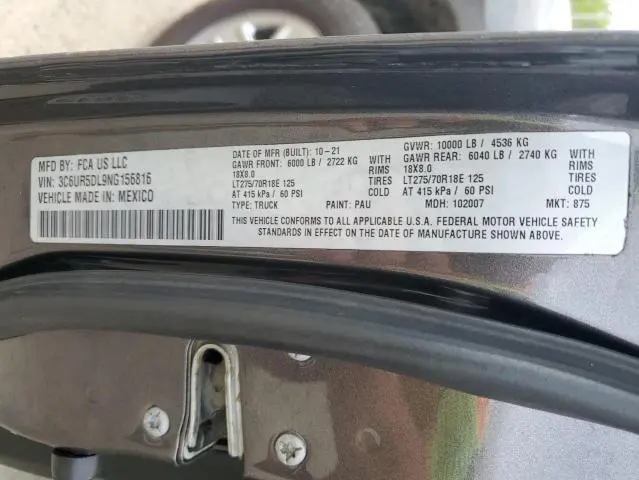 MFD BY: FCA US LLC
VIN: 3C6UR5DL9NG156816
VEHICLE MADE IN: MEXICO
DATE OF MFR (BUILT): 10-21
GAWR FRONT: 6000 LB / 2722 KG
WITH
18X8.0
RIMS
LT275/70R18E 125
TIRES
AT 415 kPa / 60 PSI
COLD
TYPE: TRUCK
PAINT: PAU
GVWR: 10000 LB / 4536 KG
GAWR REAR: 6040 LB / 2740 KG
WITH
18X8.0
RIMS
LT275/70R18E 125
TIRES
AT 415 kPa / 60 PSI
COLD
MDH: 102007
MKT: 875
THIS VEHICLE CONFORMS TO ALL APPLICABLE U.S.A. FEDERAL MOTOR VEHICLE SAFETY
STANDARDS IN EFFECT ON THE DATE OF MANUFACTURE SHOWN ABOVE.